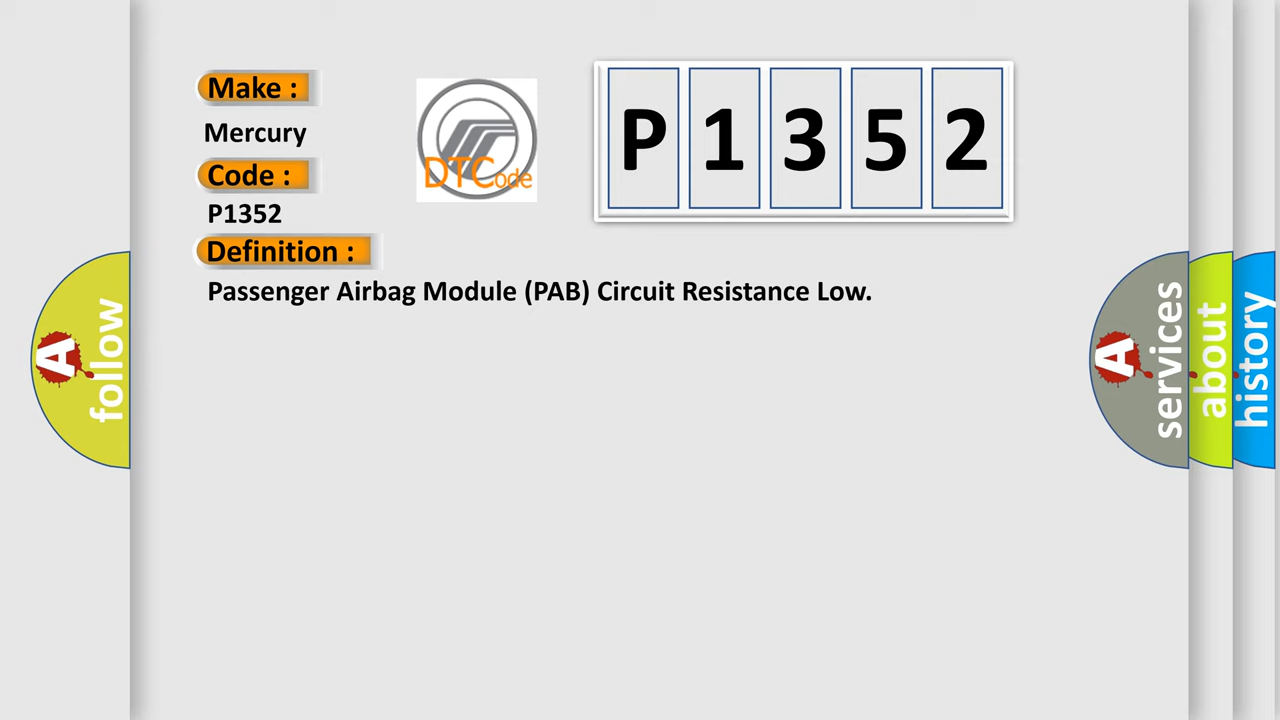 Make :
Mercury
Code :
P1352
Definition :
Passenger Airbag Module (PAB) Circuit Resistance Low.
DTCode
P 1 3 5 2
A follow
A services
about
history